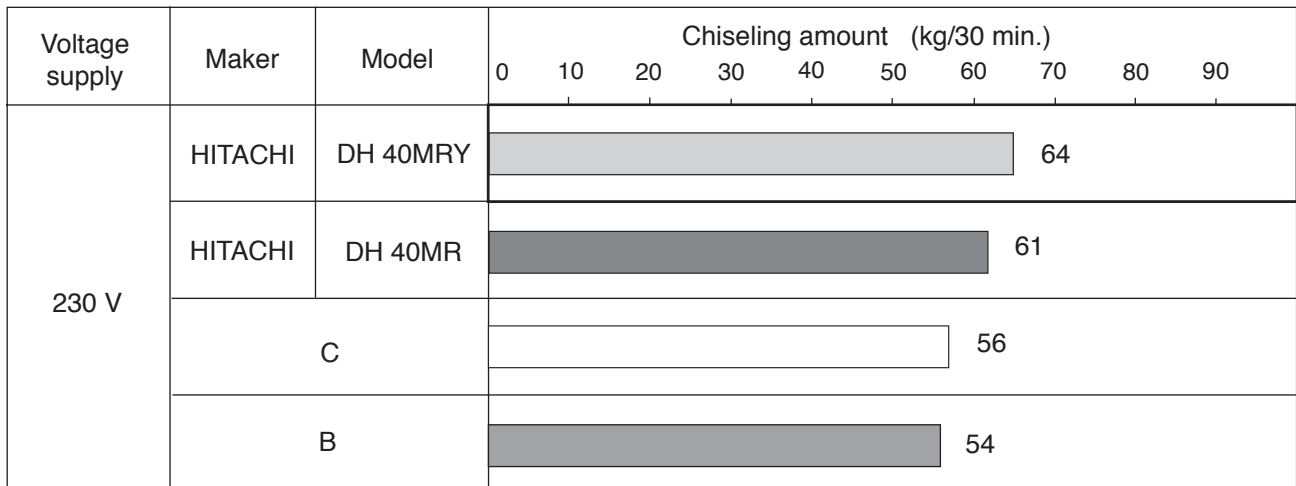 Voltage supply Maker Model Chiseling amount (kg/30 min.)
0 10 20 30 40 50 60 70 80 90
230 V
HITACHI DH 40MRY 64
HITACHI DH 40MR 61
C 56
B 54